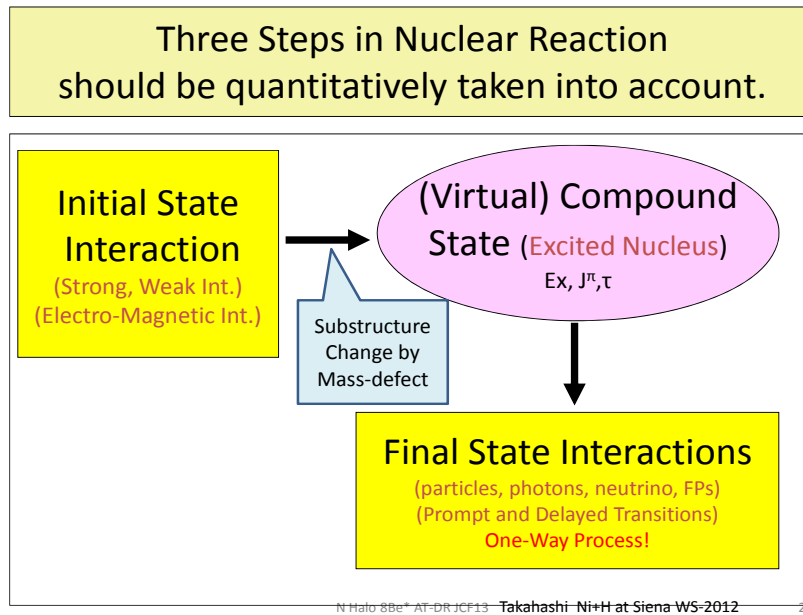 Three Steps in Nuclear Reaction
should be quantitatively taken into account.
Initial State
Interaction
(Strong, Weak Int.)
(Electro-Magnetic Int.)
(Virtual) Compound
State (Excited Nucleus)
Ex, Jπ,τ
Substructure
Change by
Mass-defect
Final State Interactions
(particles, photons, neutrino, FPs)
(Prompt and Delayed Transitions)
One-Way Process!
N Halo 8Be* AT-DR JCF13 Takahashi Ni+H at Siena WS-2012 2